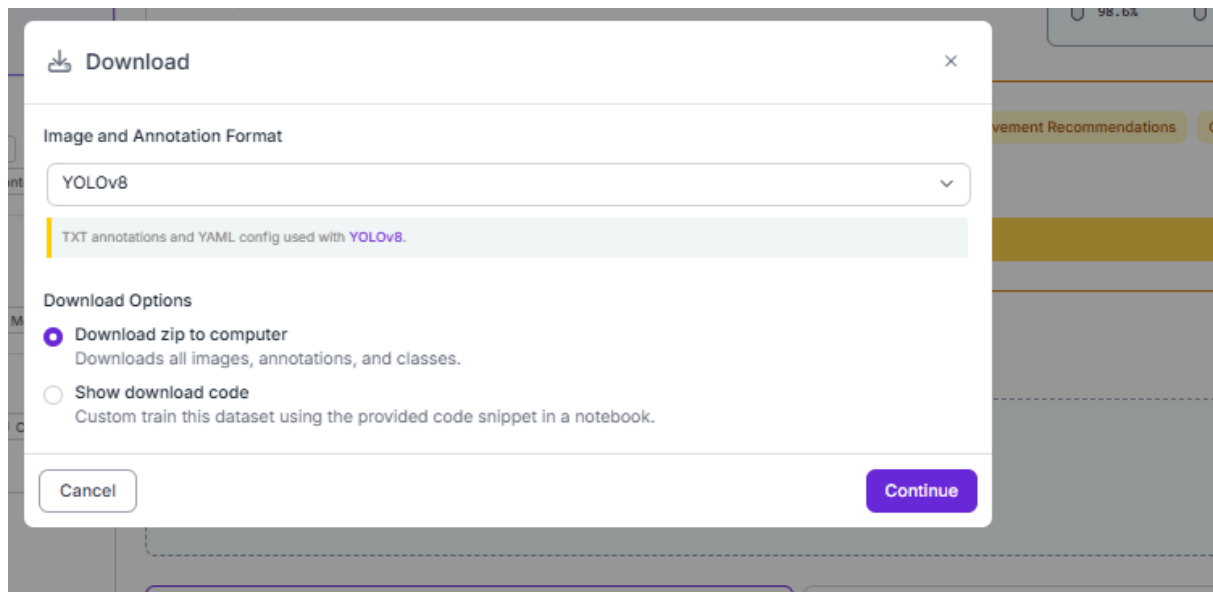 98.6%
Download
Image and Annotation Format
vement Recommendations
YOLOv8
TXT annotations and YAML config used with YOLOv8.
Download Options
Download zip to computer
Downloads all images, annotations, and classes.
Show download code
Custom train this dataset using the provided code snippet in a notebook.
Cancel
Continue